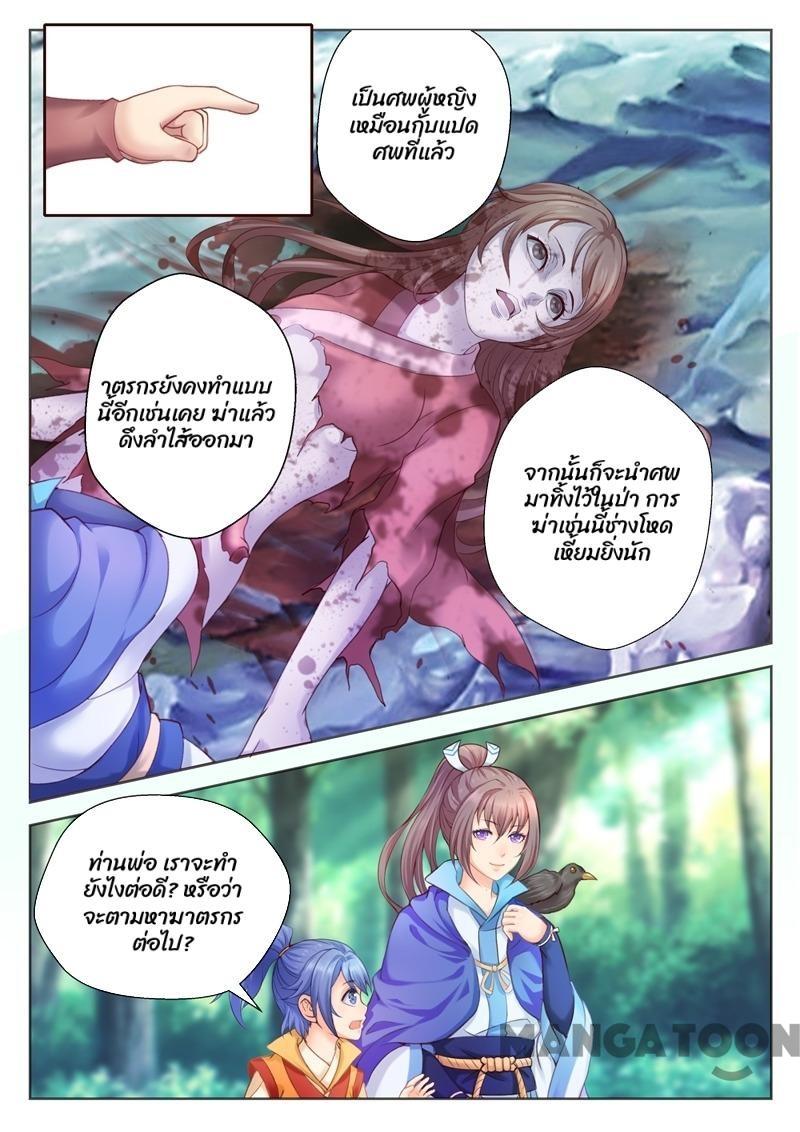 เป็นศพผู้หญิง
เหมือนกับแปด
ศพที่แล้ว
าตรกรยังคงทำแบบ
นี้อีกเช่นเคย ฆ่าแล้ว
ดึงลำไส้ออกมา
จากนั้นก็จะนำศพ
มาทิ้งไว้ในป่า การ
ฆ่าเช่นนี้ช่างโหด
เหี้ยมยิ่งนัก
ท่านพ่อ เราจะทำ
ยังไงต่อดี? หรือว่า
จะตามหาฆาตรกร
ต่อไป?
MANGATOON